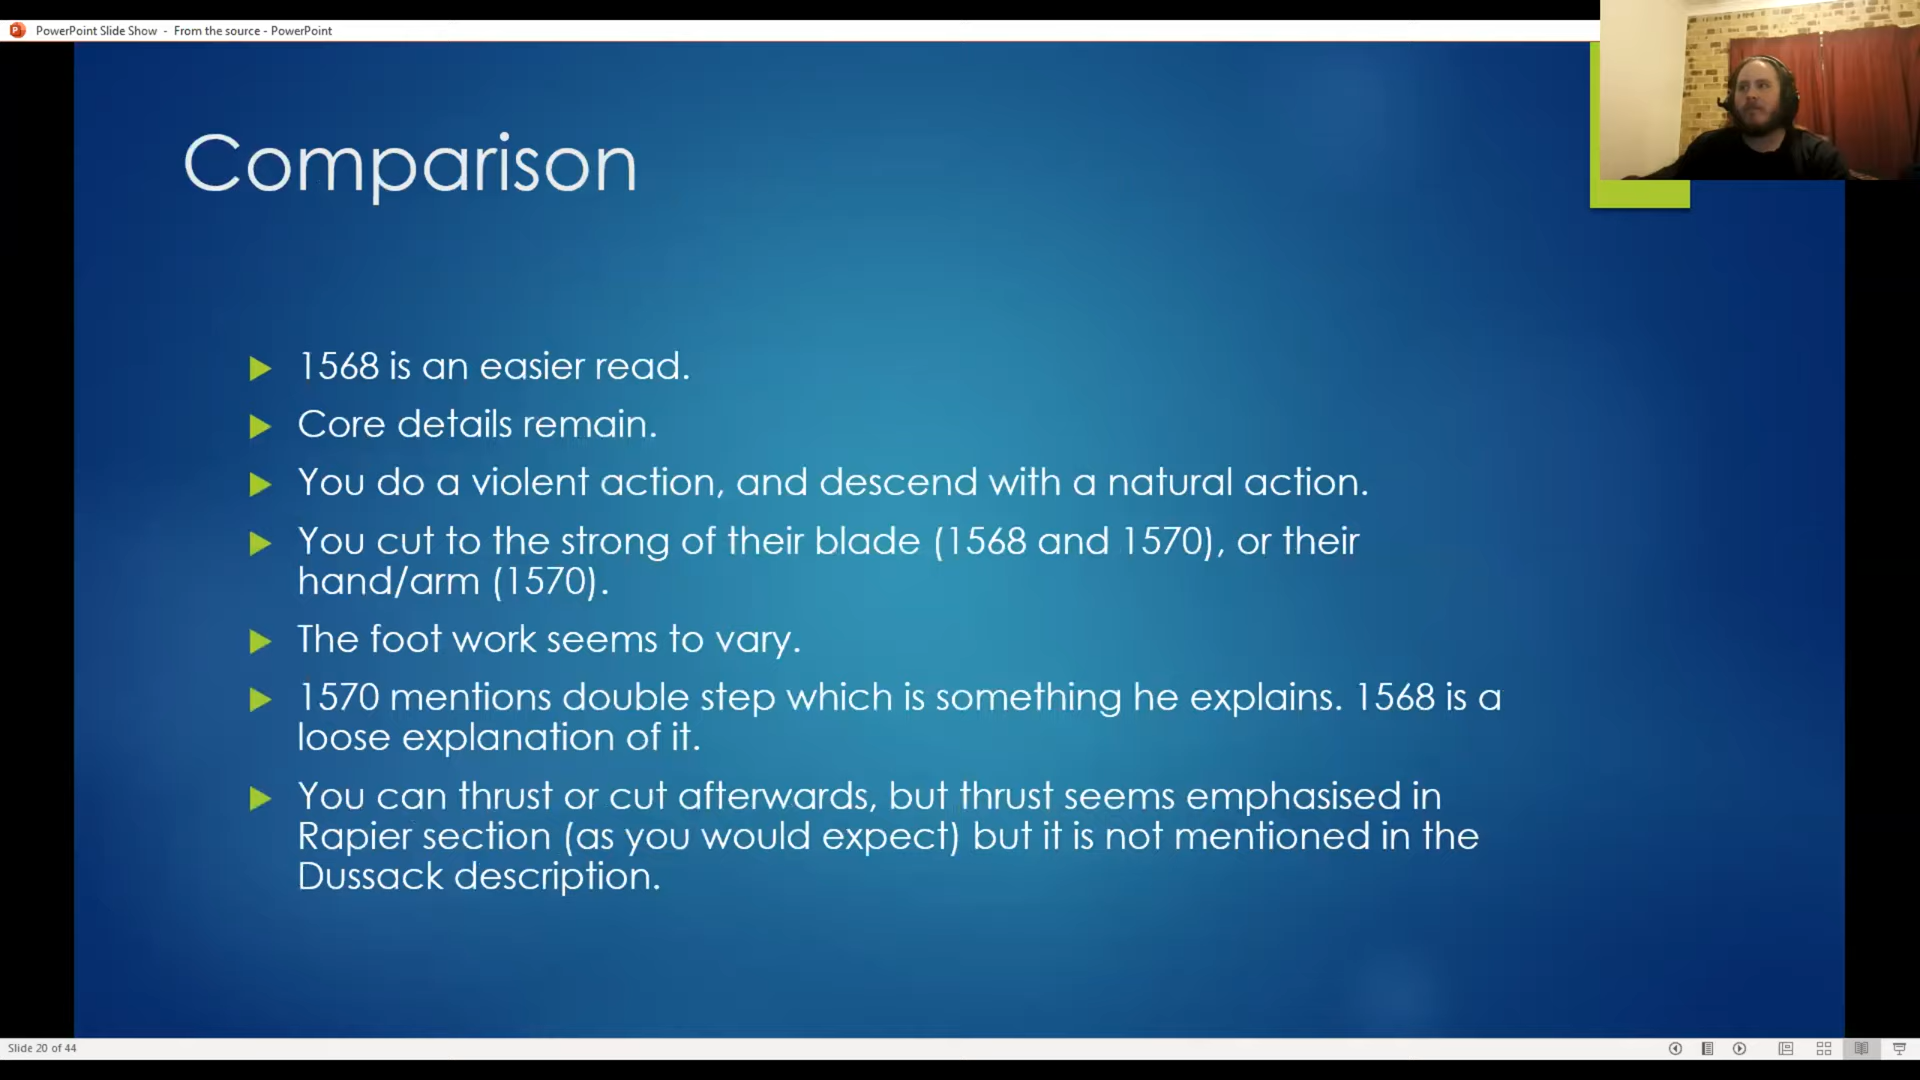 PowerPoint Slide Show - From the source - PowerPoint
Comparison
1568 is an easier read.
Core details remain.
You do a violent action, and descend with a natural action.
You cut to the strong of their blade (1568 and 1570), or their
hand/arm (1570).
The foot work seems to vary.
1570 mentions double step which is something he explains. 1568 is a
loose explanation of it.
You can thrust or cut afterwards, but thrust seems emphasised in
Rapier section (as you would expect) but it is not mentioned in the
Dussack description.
Slide 20 of 44